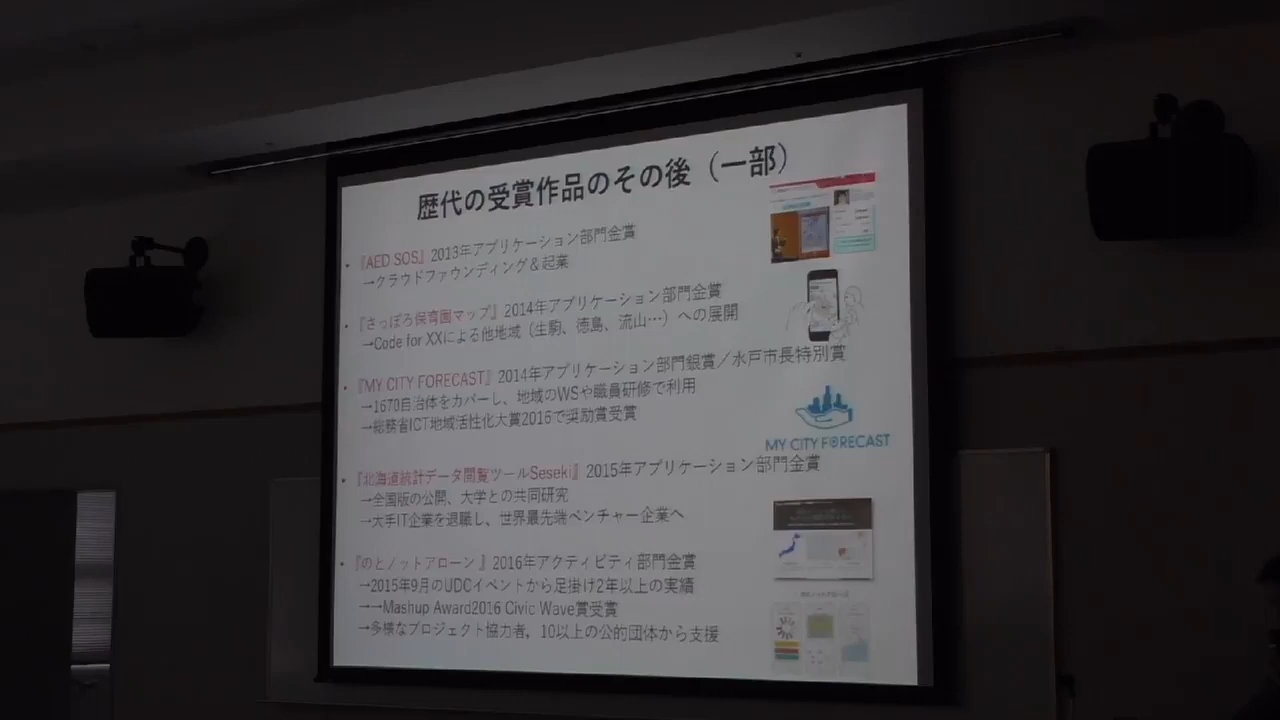 歴代の受賞作品のその後（一部）
・『AED SOS』2013年アプリケーション部門金賞
→クラウドファウンディング＆起業
・『さっぽろ保育園マップ』2014年アプリケーション部門金賞
→Code for XXによる他地域（生駒、徳島、流山…）への展開
・『MY CITY FORECAST』2014年アプリケーション部門銀賞／水戸市長特別賞
→1670自治体をカバーし、地域のWSや職員研修で利用
→総務省ICT地域活性化大賞2016で奨励賞受賞
MY CITY FORECAST
・『北海道統計データ閲覧ツールSeseki』2015年アプリケーション部門金賞
→全国版の公開、大学との共同研究
→大手IT企業を退職し、世界最先端ベンチャー企業へ
・『のとノットアローン 』2016年アクティビティ部門金賞
→2015年9月のUDCイベントから足掛け2年以上の実績
→→Mashup Award2016 Civic Wave賞受賞
→多様なプロジェクト協力者，10以上の公的団体から支援